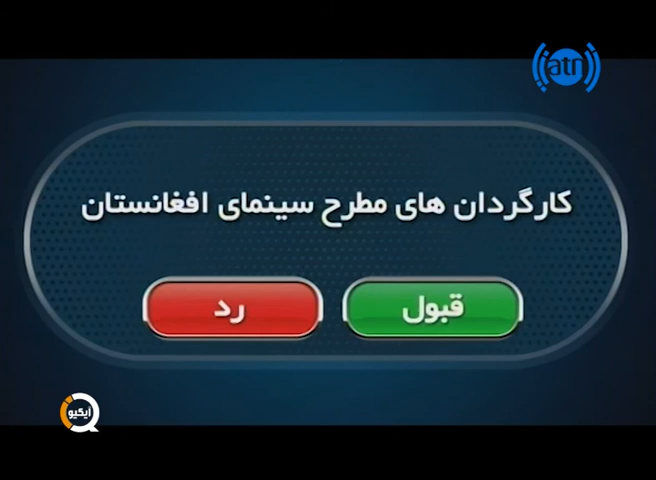 atn
کارگردان های مطرح سینمای افغانستان
قبول
رد
آیکیو